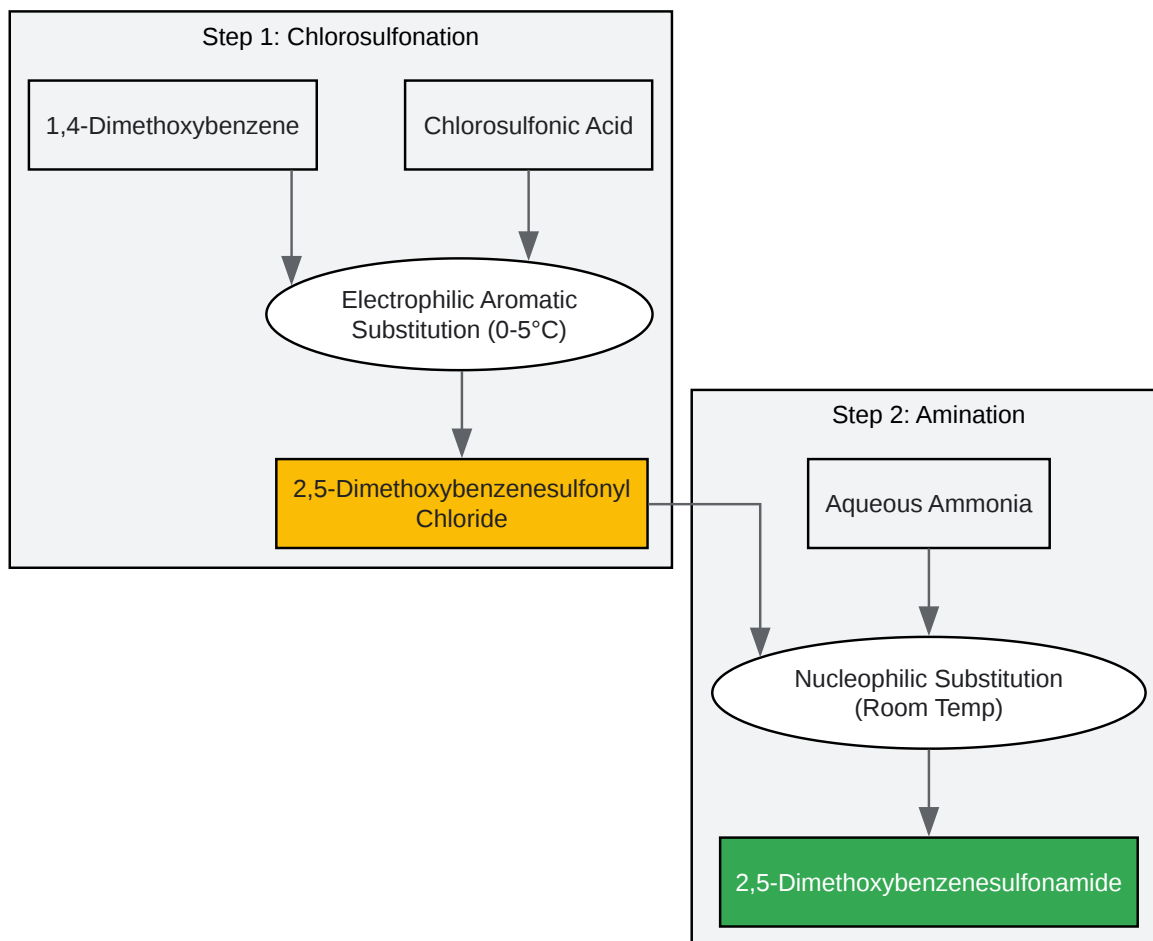 Step 1: Chlorosulfonation
1,4-Dimethoxybenzene
Chlorosulfonic Acid
Electrophilic Aromatic
Substitution (0-5°C)
2,5-Dimethoxybenzenesulfonyl
Chloride
Step 2: Amination
Aqueous Ammonia
Nucleophilic Substitution
(Room Temp)
2,5-Dimethoxybenzenesulfonamide